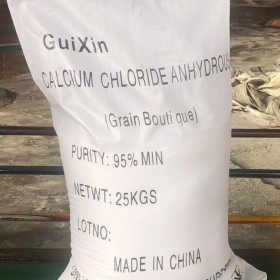 GuiXin
CALCIUM CHLORIDE ANHYDROUS
(Grain Bouti que)
PURITY: 95% MIN
NETWT: 25KGS
LOTNO:
MADE IN CHINA